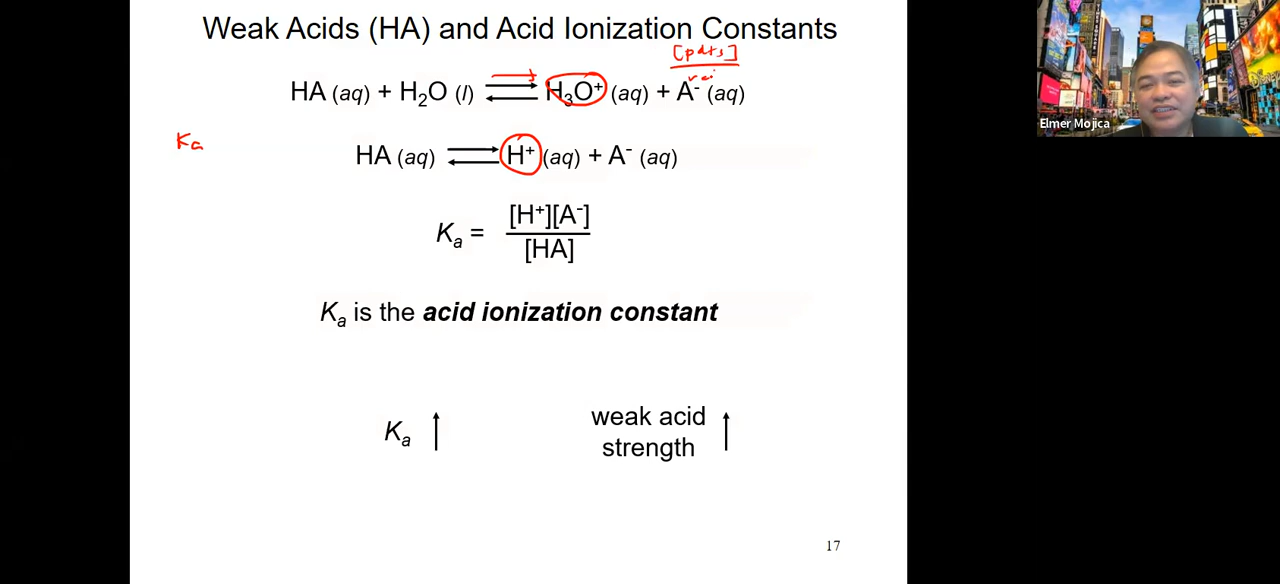 Weak Acids (HA) and Acid Ionization Constants
[pdts]
HA (aq) + H₂O (l) ⇌ H₃O⁺ (aq) + A⁻ (aq)
Elmer Mojica
Ka
HA (aq) ⇌ H⁺ (aq) + A⁻ (aq)
Kₐ = [H⁺][A⁻] / [HA]
Kₐ is the acid ionization constant
Kₐ ↑ weak acid strength ↑
17